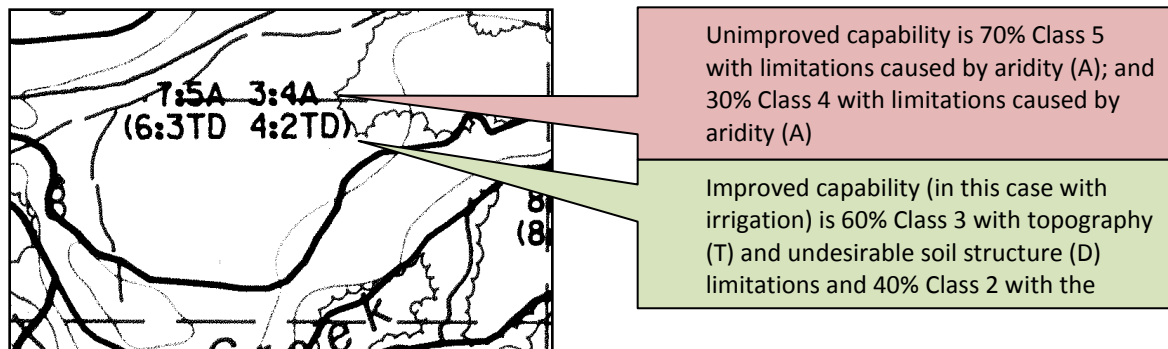 7:5A 3:4A
(6:3TD 4:2TD)
8
(8
Creek
Unimproved capability is 70% Class 5
with limitations caused by aridity (A); and
30% Class 4 with limitations caused by
aridity (A)
Improved capability (in this case with
irrigation) is 60% Class 3 with topography
(T) and undesirable soil structure (D)
limitations and 40% Class 2 with the